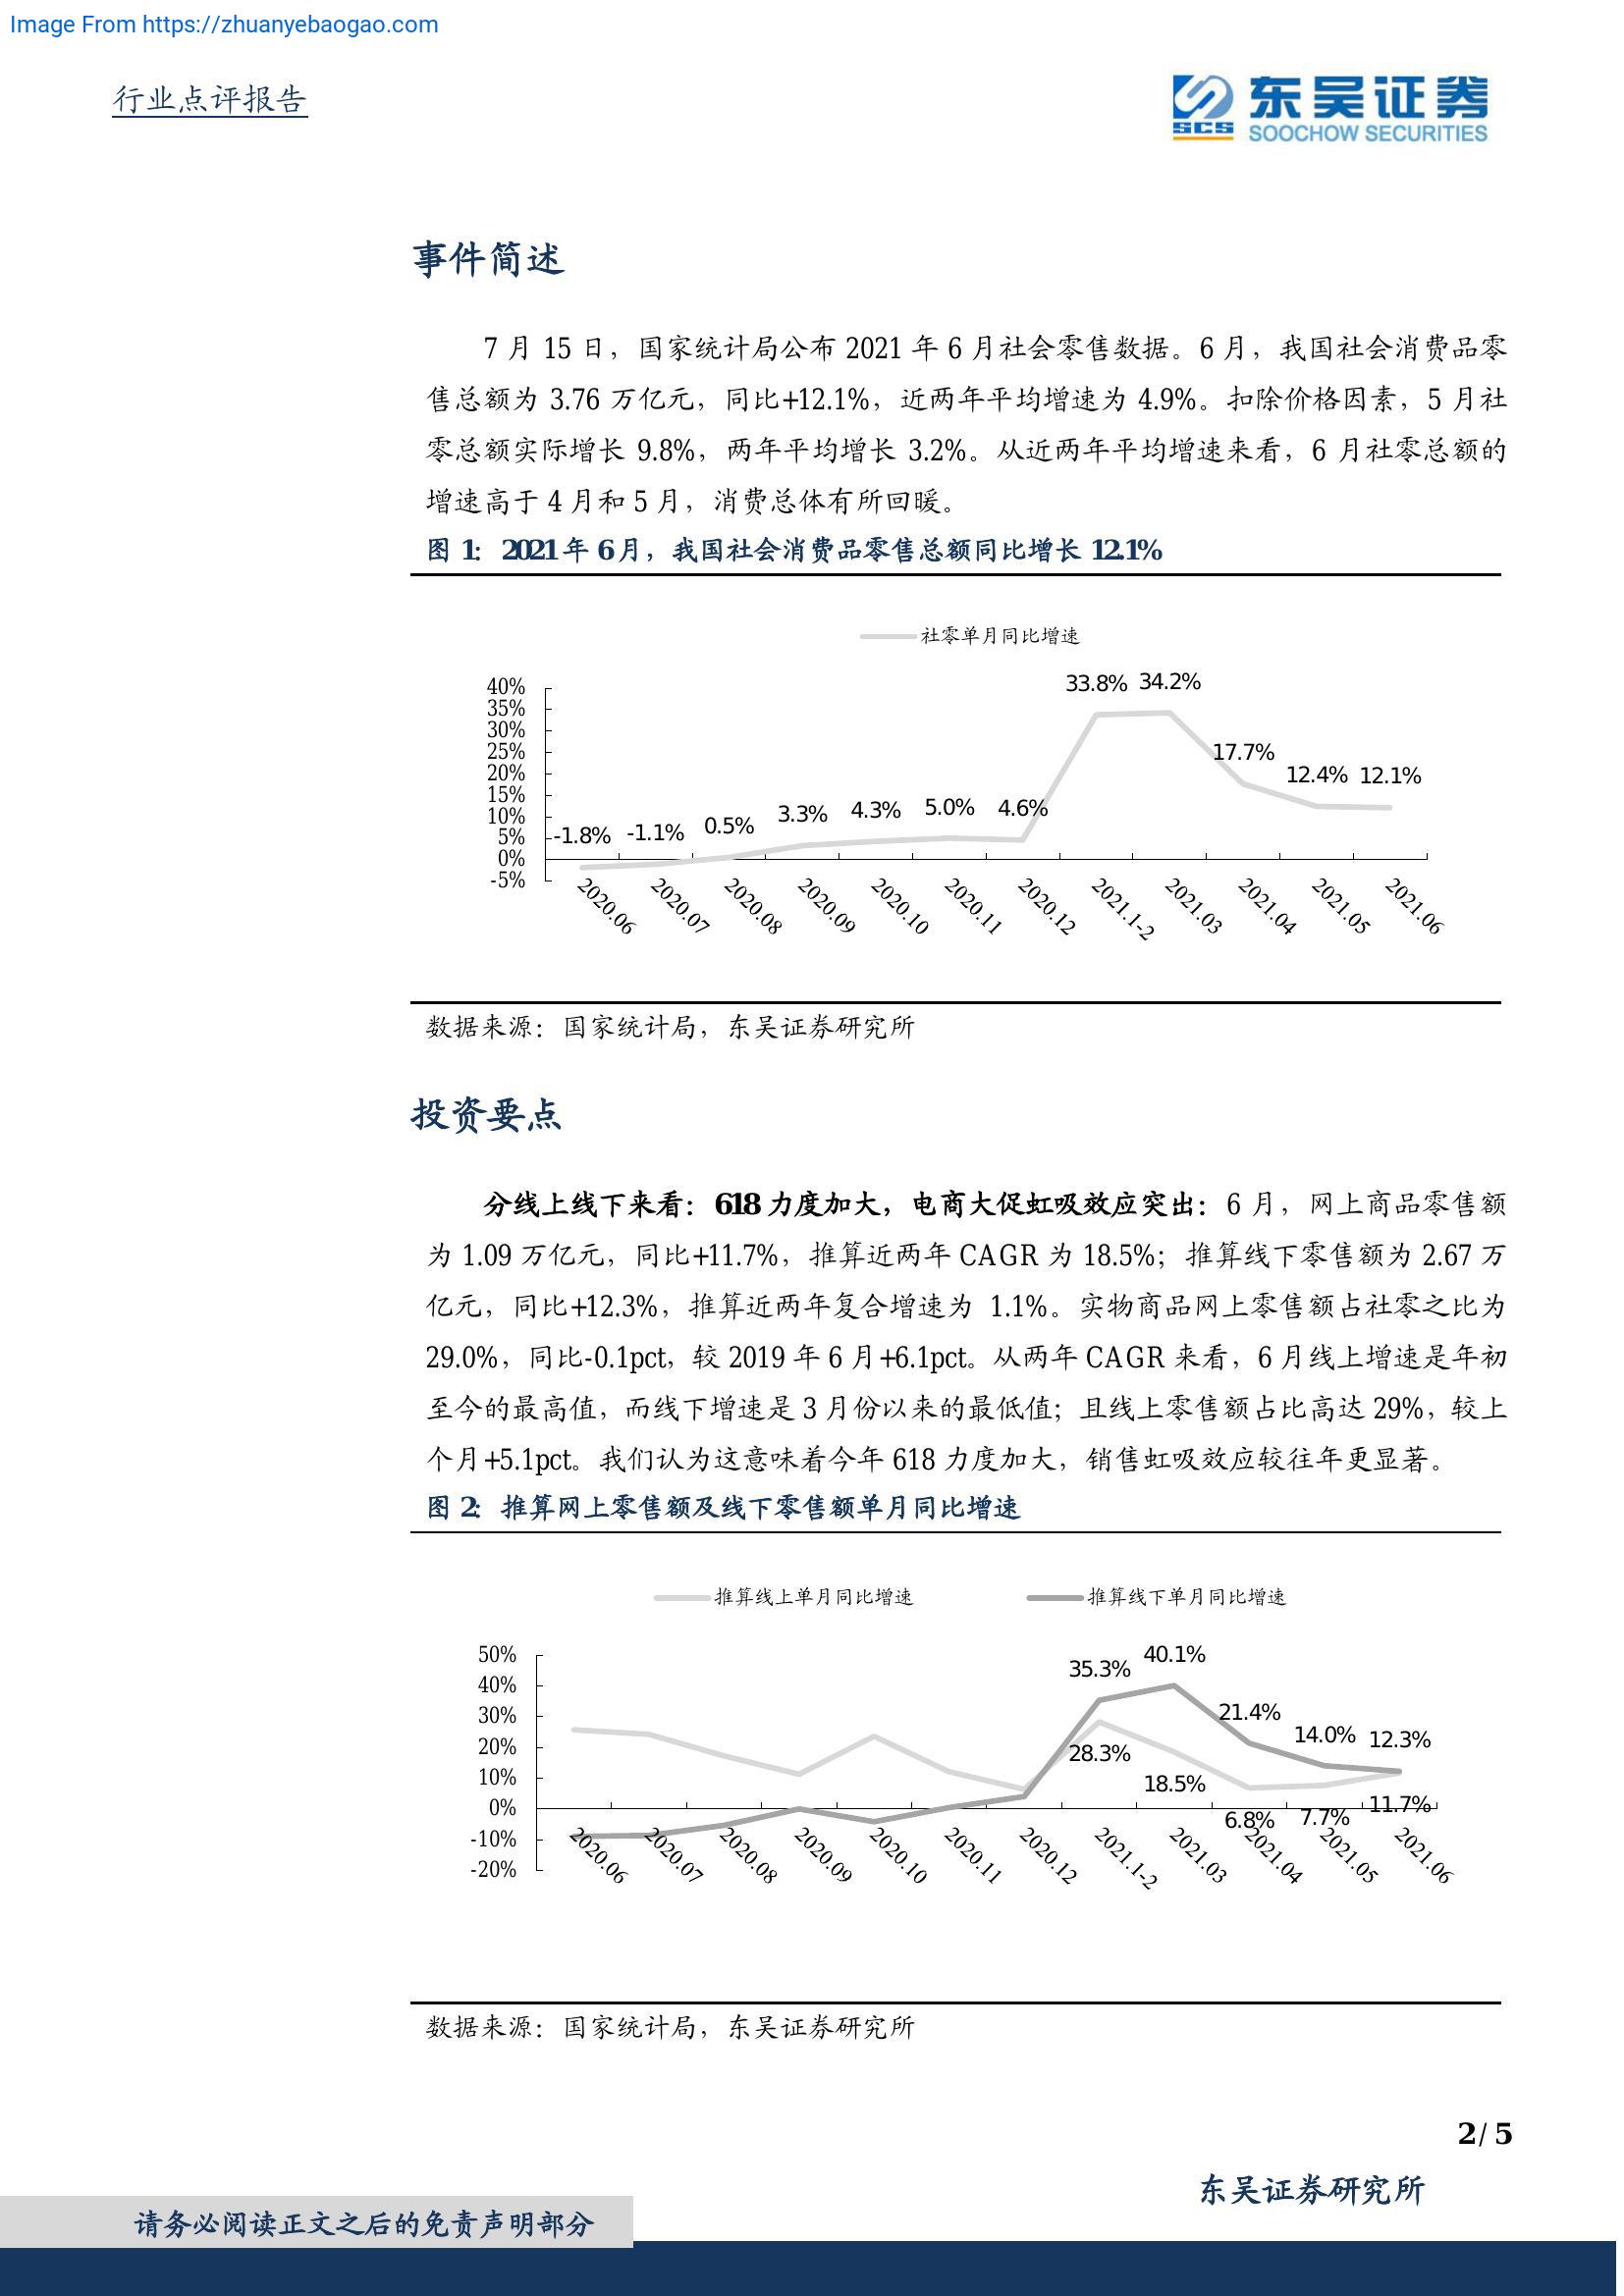 Image From https://zhuanyebaogao.com
行业点评报告
东吴证券
SCS
SOOCHOW SECURITIES
事件简述
7 月 15 日，国家统计局公布 2021 年 6 月社会零售数据。6 月，我国社会消费品零
售总额为 3.76 万亿元，同比+12.1%，近两年平均增速为 4.9%。扣除价格因素，5 月社
零总额实际增长 9.8%，两年平均增长 3.2%。从近两年平均增速来看，6 月社零总额的
增速高于 4 月和 5 月，消费总体有所回暖。
图 1：2021 年 6 月，我国社会消费品零售总额同比增长 12.1%
社零单月同比增速
40%
35%
30%
25%
20%
15%
10%
5%
0%
-5%
-1.8% -1.1% 0.5% 3.3% 4.3% 5.0% 4.6% 33.8% 34.2% 17.7% 12.4% 12.1%
2020.06 2020.07 2020.08 2020.09 2020.10 2020.11 2020.12 2021.1-2 2021.03 2021.04 2021.05 2021.06
数据来源：国家统计局，东吴证券研究所
投资要点
分线上线下来看：618 力度加大，电商大促虹吸效应突出：6 月，网上商品零售额
为 1.09 万亿元，同比+11.7%，推算近两年 CAGR 为 18.5%；推算线下零售额为 2.67 万
亿元，同比+12.3%，推算近两年复合增速为 1.1%。实物商品网上零售额占社零之比为
29.0%，同比-0.1pct，较 2019 年 6 月+6.1pct。从两年 CAGR 来看，6 月线上增速是年初
至今的最高值，而线下增速是 3 月份以来的最低值；且线上零售额占比高达 29%，较上
个月+5.1pct。我们认为这意味着今年 618 力度加大，销售虹吸效应较往年更显著。
图 2：推算网上零售额及线下零售额单月同比增速
推算线上单月同比增速 推算线下单月同比增速
50%
40%
30%
20%
10%
0%
-10%
-20%
35.3% 40.1% 21.4% 14.0% 12.3%
28.3% 18.5% 6.8% 7.7% 11.7%
2020.06 2020.07 2020.08 2020.09 2020.10 2020.11 2020.12 2021.1-2 2021.03 2021.04 2021.05 2021.06
数据来源：国家统计局，东吴证券研究所
2 / 5
东吴证券研究所
请务必阅读正文之后的免责声明部分